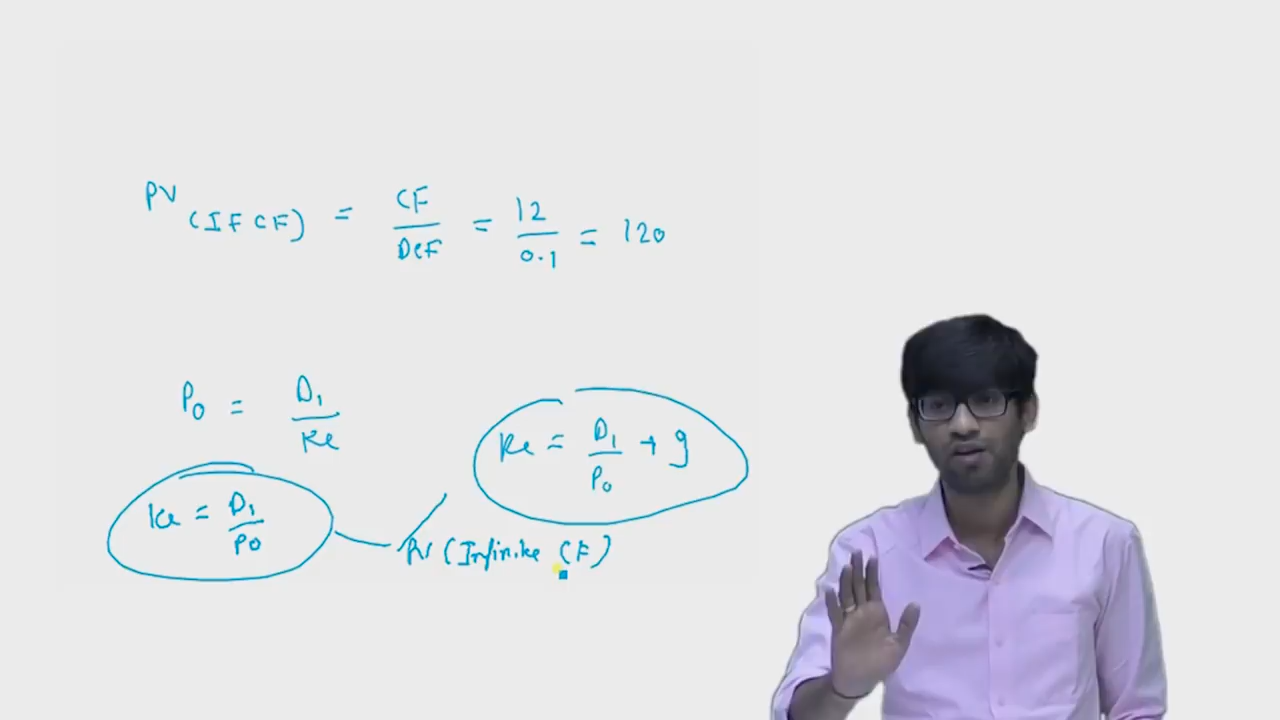 PV (IFCF) = CF / DCF = 12 / 0.1 = 120
P0 = D1 / Ke
Ke = D1 / P0 + g
Ke = D1 / P0
PV (Infinite CF)